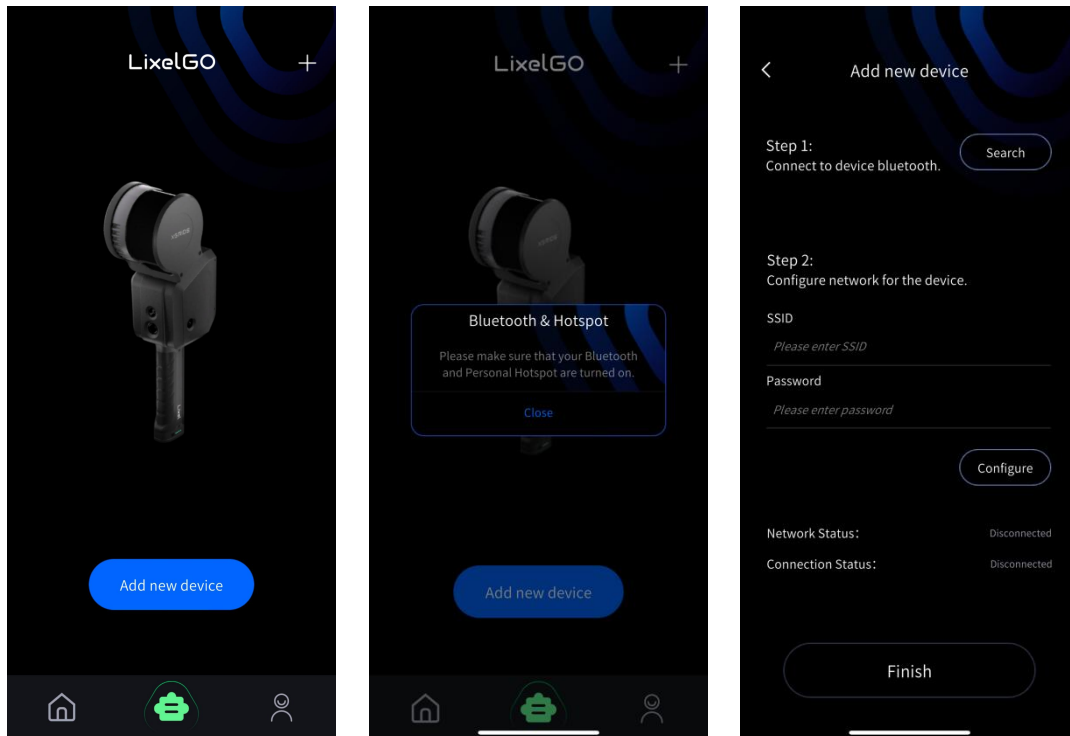 LixelGO
Add new device
LixelGO
Bluetooth & Hotspot
Please make sure that your Bluetooth
and Personal Hotspot are turned on.
Close
Add new device
Add new device
Step 1:
Connect to device bluetooth.
Search
Step 2:
Configure network for the device.
SSID
Please enter SSID
Password
Please enter password
Configure
Network Status:
Disconnected
Connection Status:
Disconnected
Finish